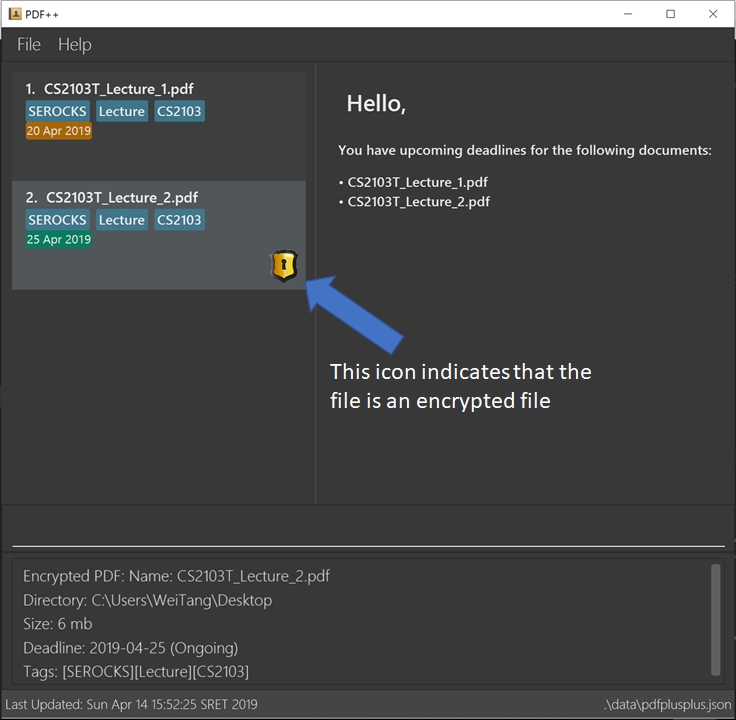 PDF++
File Help
1. CS2103T_Lecture_1.pdf
SEROCKS Lecture CS2103
20 Apr 2019
2. CS2103T_Lecture_2.pdf
SEROCKS Lecture CS2103
25 Apr 2019
Hello,
You have upcoming deadlines for the following documents:
• CS2103T_Lecture_1.pdf
• CS2103T_Lecture_2.pdf
This icon indicates that the
file is an encrypted file
Encrypted PDF: Name: CS2103T_Lecture_2.pdf
Directory: C:\Users\WeiTang\Desktop
Size: 6 mb
Deadline: 2019-04-25 (Ongoing)
Tags: [SEROCKS][Lecture][CS2103]
Last Updated: Sun Apr 14 15:52:25 SRET 2019
.\data\pdfplusplus.json